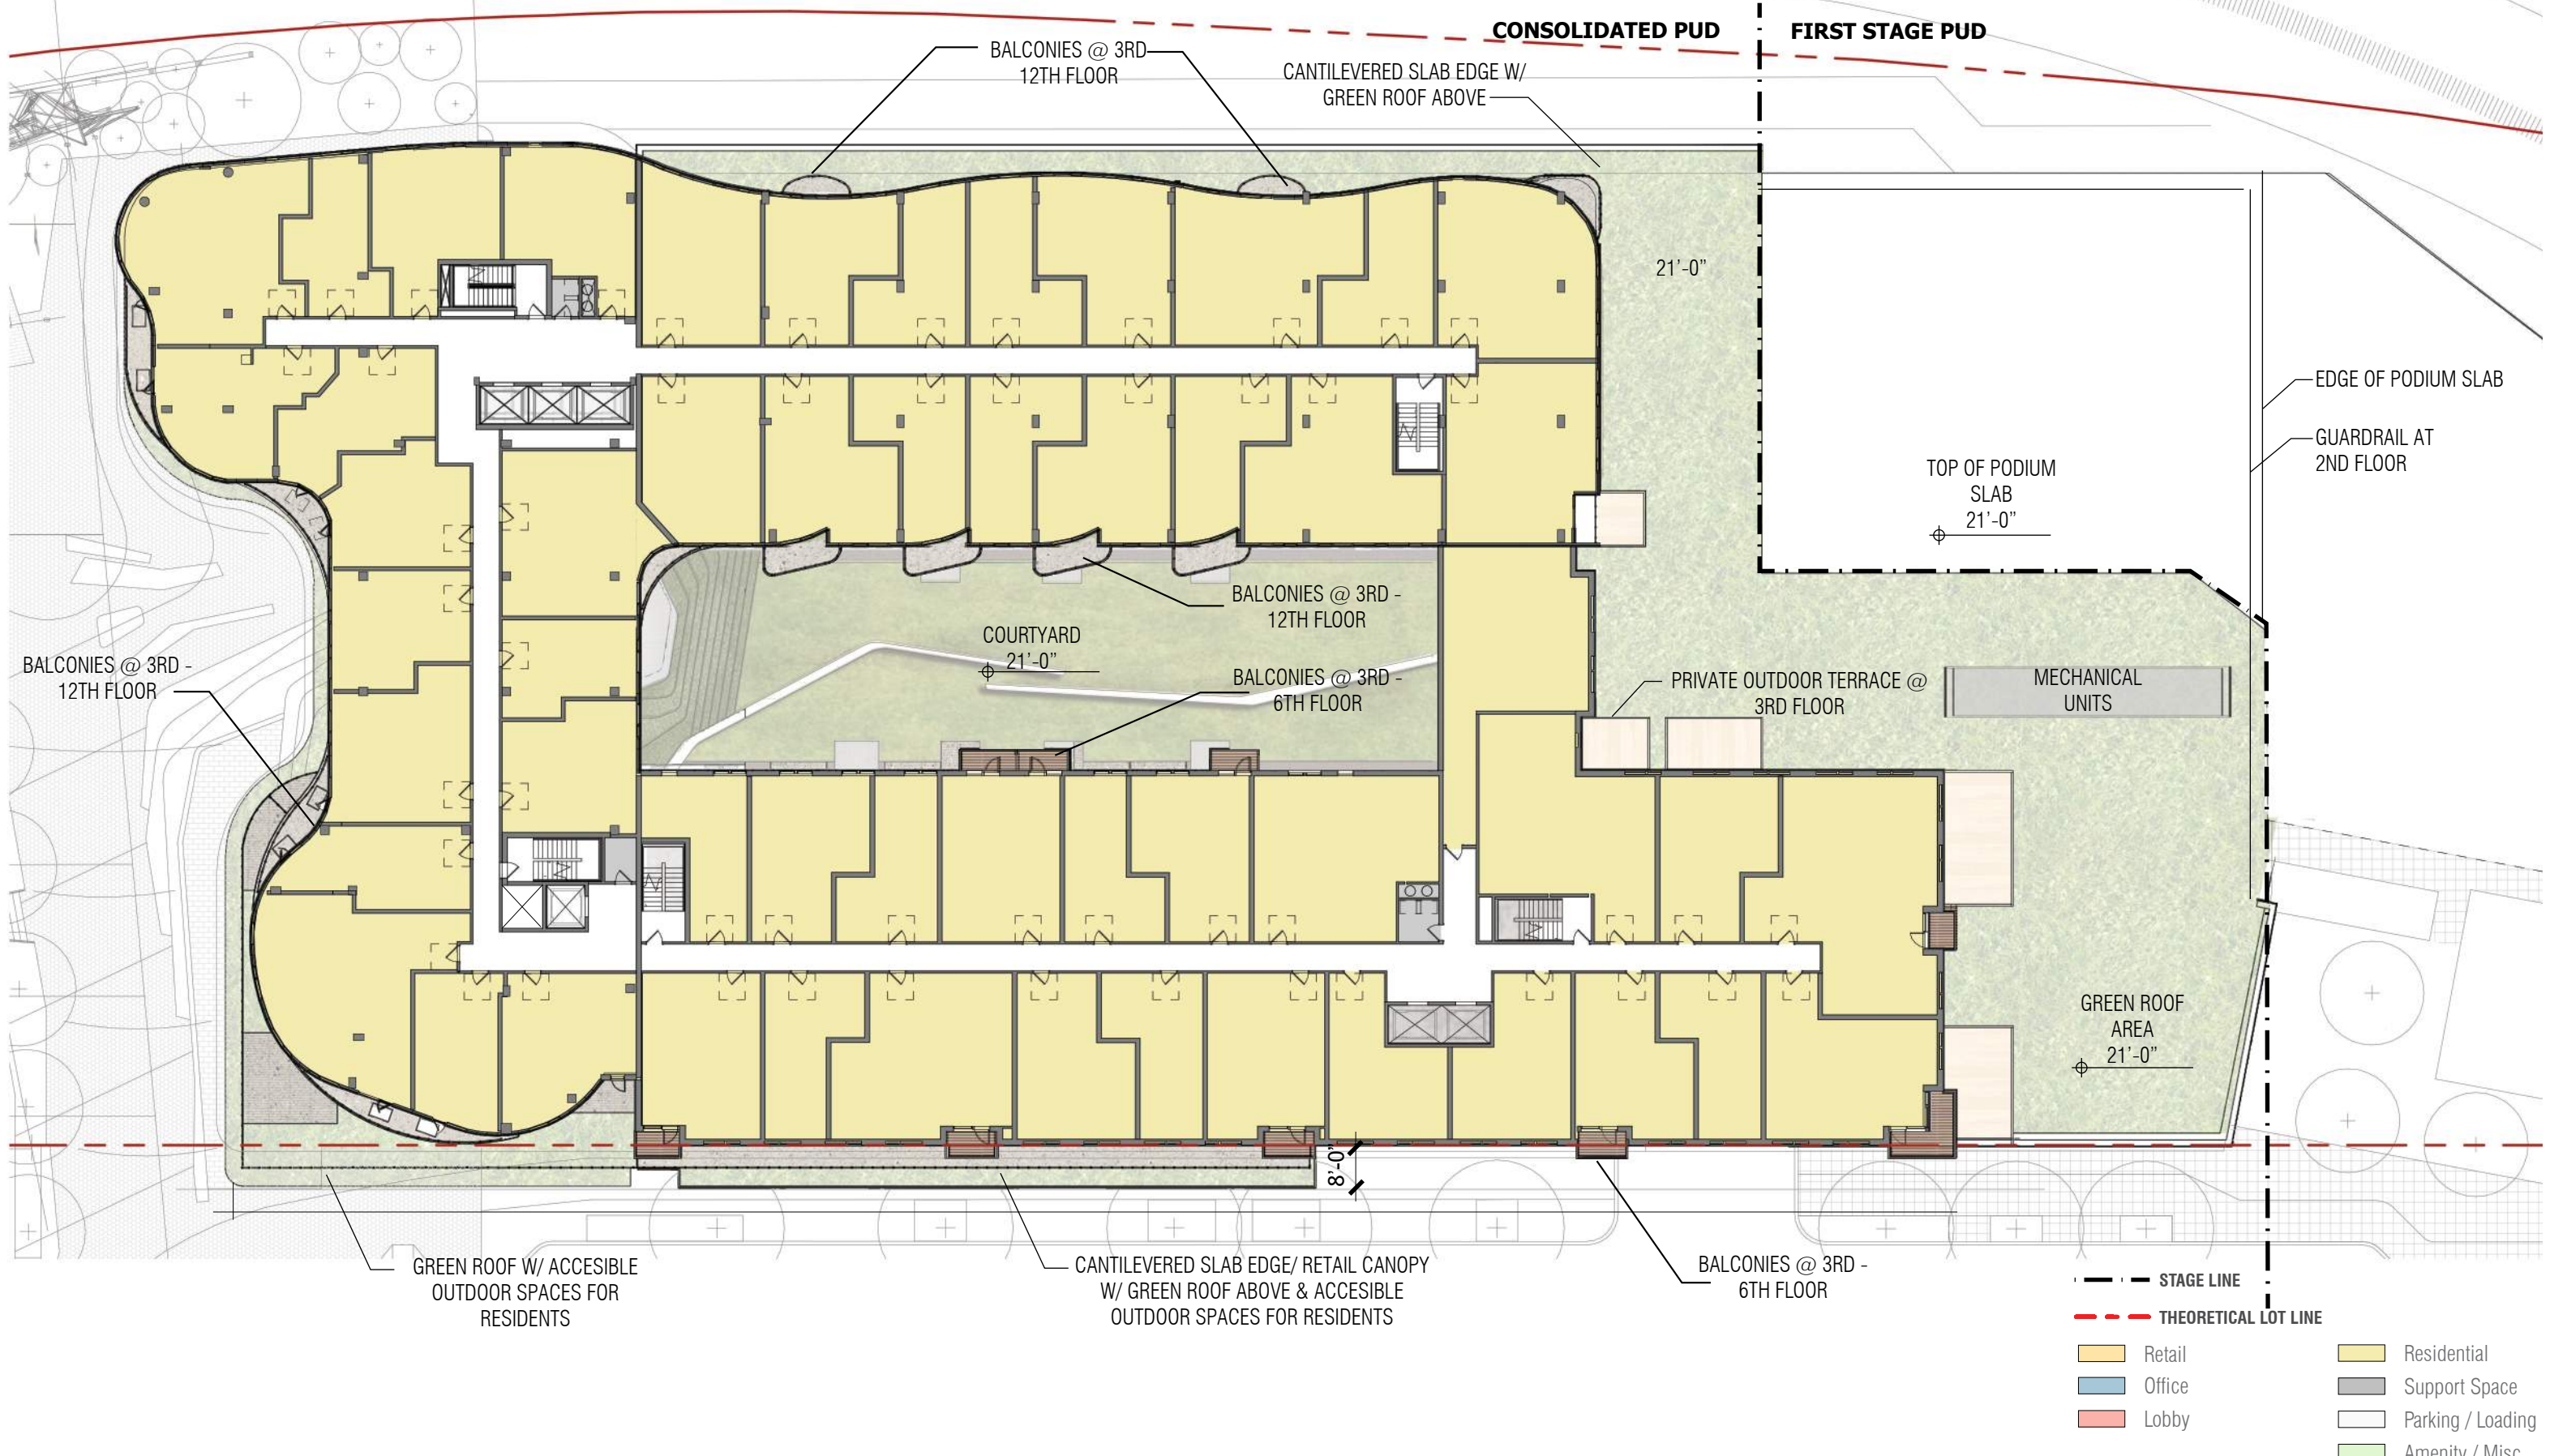 CONSOLIDATED PUD
FIRST STAGE PUD
BALCONIES @ 3RD
12TH FLOOR
CANTILEVERED SLAB EDGE W/
GREEN ROOF ABOVE
21'-0"
EDGE OF PODIUM SLAB
GUARDRAIL AT
2ND FLOOR
TOP OF PODIUM
SLAB
21'-0"
BALCONIES @ 3RD -
12TH FLOOR
COURTYARD
21'-0"
BALCONIES @ 3RD -
6TH FLOOR
BALCONIES @ 3RD -
12TH FLOOR
PRIVATE OUTDOOR TERRACE @
3RD FLOOR
MECHANICAL
UNITS
GREEN ROOF
AREA
21'-0"
8'-0"
GREEN ROOF W/ ACCESIBLE
OUTDOOR SPACES FOR
RESIDENTS
CANTILEVERED SLAB EDGE/ RETAIL CANOPY
W/ GREEN ROOF ABOVE & ACCESIBLE
OUTDOOR SPACES FOR RESIDENTS
BALCONIES @ 3RD -
6TH FLOOR
STAGE LINE
THEORETICAL LOT LINE
Retail
Office
Lobby
Residential
Support Space
Parking / Loading
Amenity / Misc